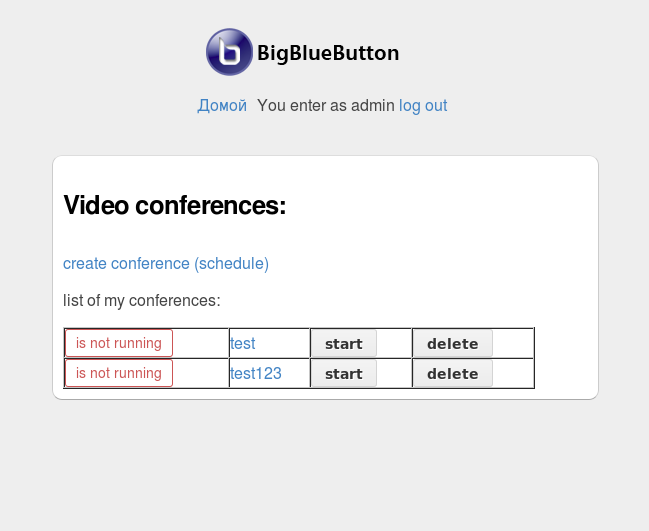 BigBlueButton
Домой You enter as admin log out
Video conferences:
create conference (schedule)
list of my conferences:
is not running test start delete
is not running test123 start delete